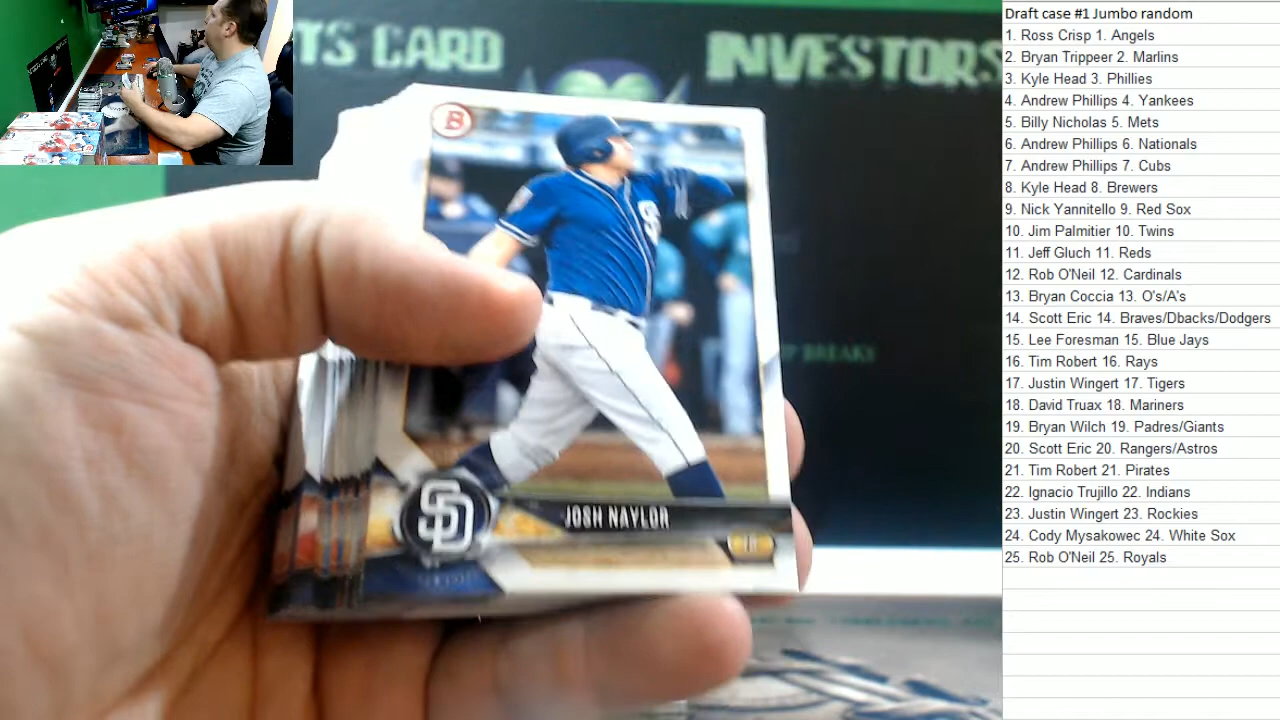 TS CARD INVESTORS
B
P BREAKS
SD
JOSH NAYLOR
1B
Draft case #1 Jumbo random
1. Ross Crisp 1. Angels
2. Bryan Trippeer 2. Marlins
3. Kyle Head 3. Phillies
4. Andrew Phillips 4. Yankees
5. Billy Nicholas 5. Mets
6. Andrew Phillips 6. Nationals
7. Andrew Phillips 7. Cubs
8. Kyle Head 8. Brewers
9. Nick Yannitello 9. Red Sox
10. Jim Palmitier 10. Twins
11. Jeff Gluch 11. Reds
12. Rob O'Neil 12. Cardinals
13. Bryan Coccia 13. O's/A's
14. Scott Eric 14. Braves/Dbacks/Dodgers
15. Lee Foresman 15. Blue Jays
16. Tim Robert 16. Rays
17. Justin Wingert 17. Tigers
18. David Truax 18. Mariners
19. Bryan Wilch 19. Padres/Giants
20. Scott Eric 20. Rangers/Astros
21. Tim Robert 21. Pirates
22. Ignacio Trujillo 22. Indians
23. Justin Wingert 23. Rockies
24. Cody Mysakowec 24. White Sox
25. Rob O'Neil 25. Royals